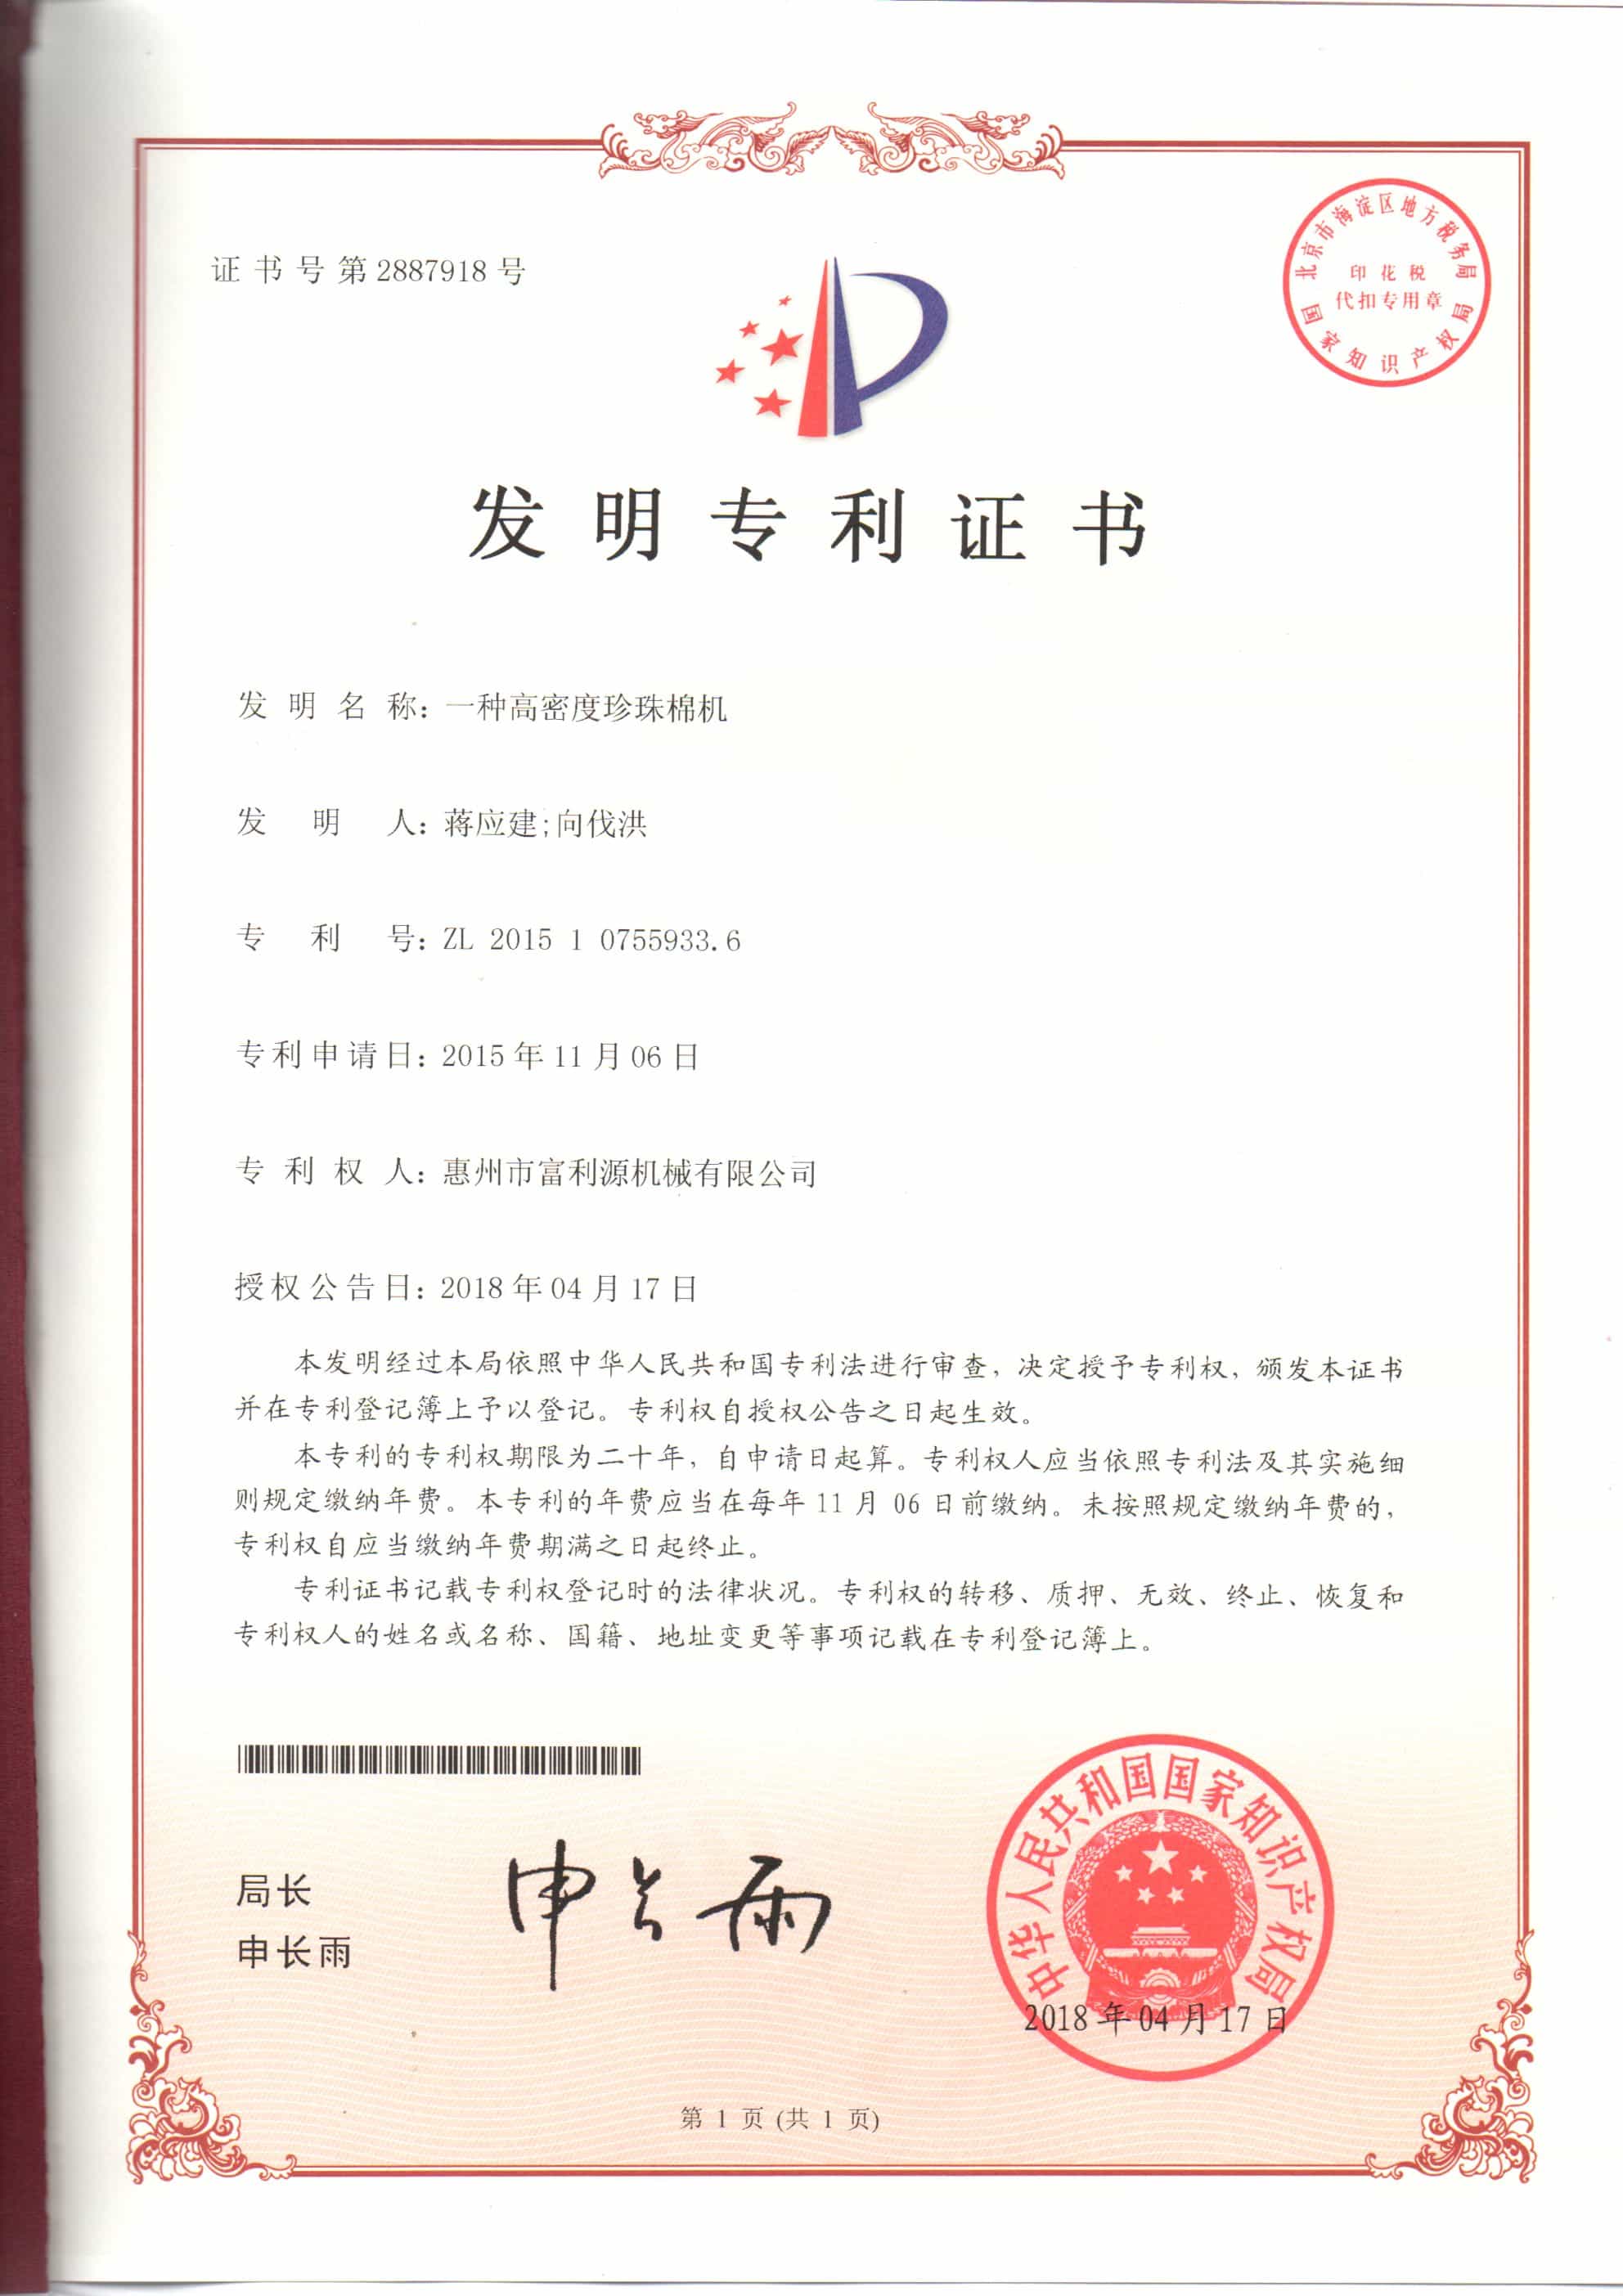 证书号第2887918号
北京市海淀区地方税务局
印花税
代扣专用章
国家知识产权局
发明专利证书
发明名称：一种高密度珍珠棉机
发明人：蒋应建;向伐洪
专利号：ZL 2015 1 0755933.6
专利申请日：2015年11月06日
专利权人：惠州市富利源机械有限公司
授权公告日：2018年04月17日
本发明经过本局依照中华人民共和国专利法进行审查，决定授予专利权，颁发本证书
并在专利登记簿上予以登记。专利权自授权公告之日起生效。
本专利的专利权期限为二十年，自申请日起算。专利权人应当依照专利法及其实施细
则规定缴纳年费。本专利的年费应当在每年11月06日前缴纳。未按照规定缴纳年费的，
专利权自应当缴纳年费期满之日起终止。
专利证书记载专利权登记时的法律状况。专利权的转移、质押、无效、终止、恢复和
专利权人的姓名或名称、国籍、地址变更等事项记载在专利登记簿上。
局长
申长雨
申长雨
中华人民共和国国家知识产权局
2018年04月17日
第 1 页 (共 1 页)